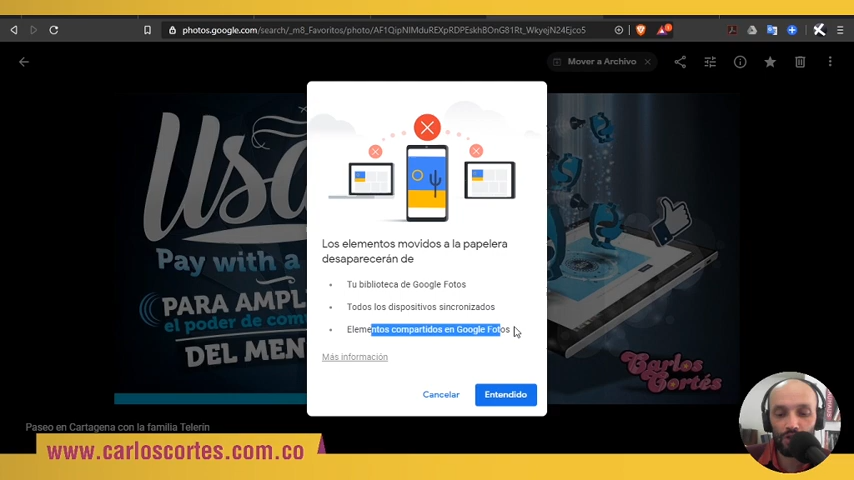 photos.google.com/search/_m8_Favoritos/photo/AF1QipNIMduREXpRDPEskhBOnG81Rt_WkyejN24Ejco5
Mover a Archivo
Pay with a
PARA AMPL
el poder de com
DEL MEN
Los elementos movidos a la papelera
desaparecerán de
Tu biblioteca de Google Fotos
Todos los dispositivos sincronizados
Elementos compartidos en Google Fotos
Más información
Cancelar
Entendido
Carlos
Cortés
Paseo en Cartagena con la familia Telerín
www.carloscortes.com.co